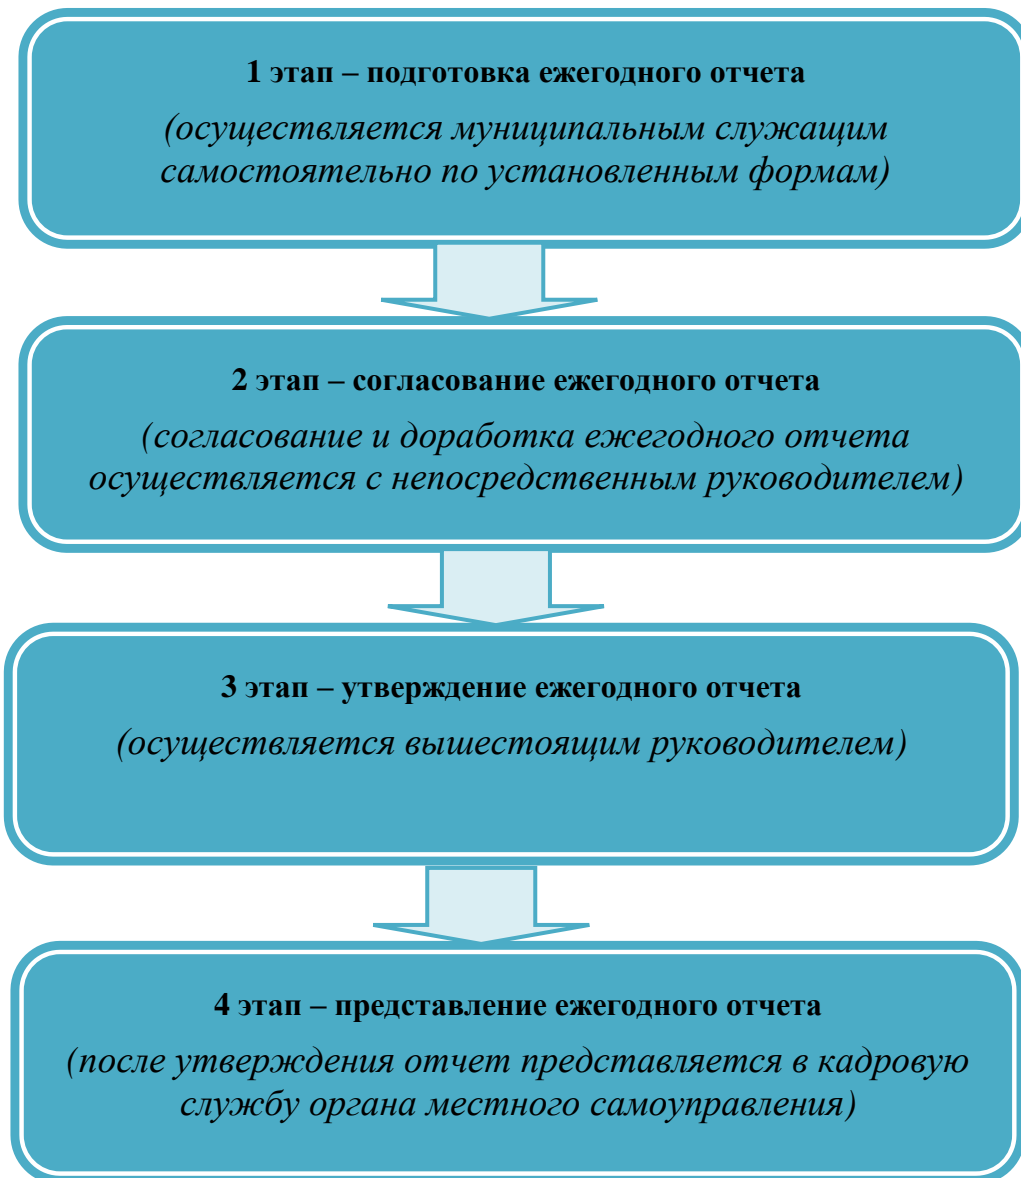 1 этап – подготовка ежегодного отчета
(осуществляется муниципальным служащим
самостоятельно по установленным формам)
2 этап – согласование ежегодного отчета
(согласование и доработка ежегодного отчета
осуществляется с непосредственным руководителем)
3 этап – утверждение ежегодного отчета
(осуществляется вышестоящим руководителем)
4 этап – представление ежегодного отчета
(после утверждения отчет представляется в кадровую
службу органа местного самоуправления)